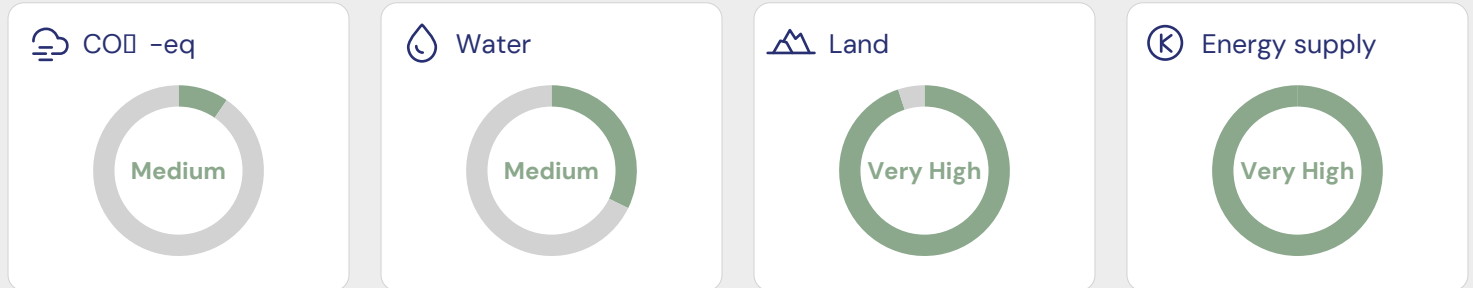 CO▯ -eq
Water
Land
Energy supply
Medium
Medium
Very High
Very High